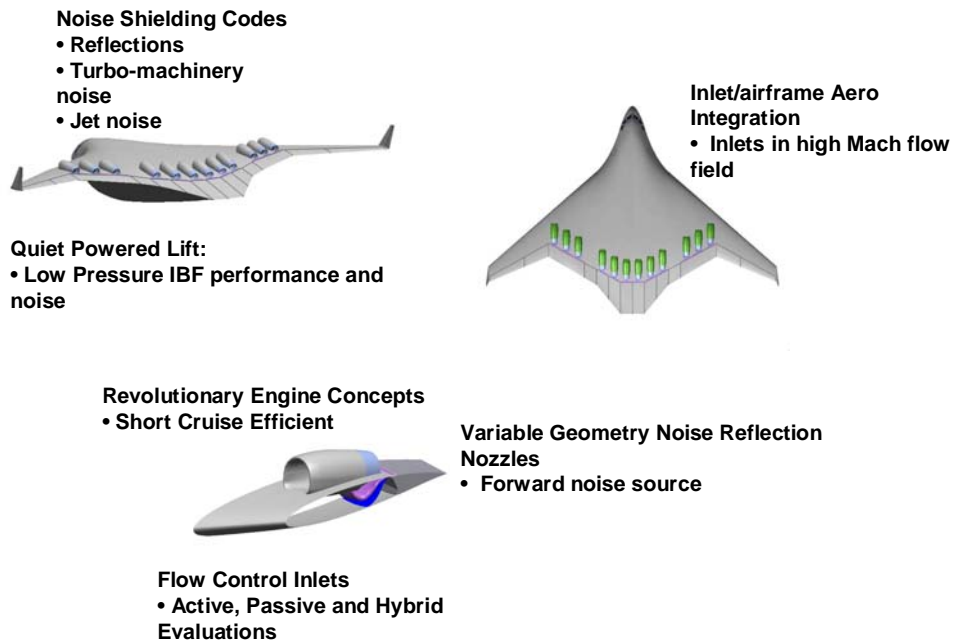 Noise Shielding Codes
• Reflections
• Turbo-machinery
noise
• Jet noise
Inlet/airframe Aero
Integration
• Inlets in high Mach flow
field
Quiet Powered Lift:
• Low Pressure IBF performance and
noise
Revolutionary Engine Concepts
• Short Cruise Efficient
Variable Geometry Noise Reflection
Nozzles
• Forward noise source
Flow Control Inlets
• Active, Passive and Hybrid
Evaluations